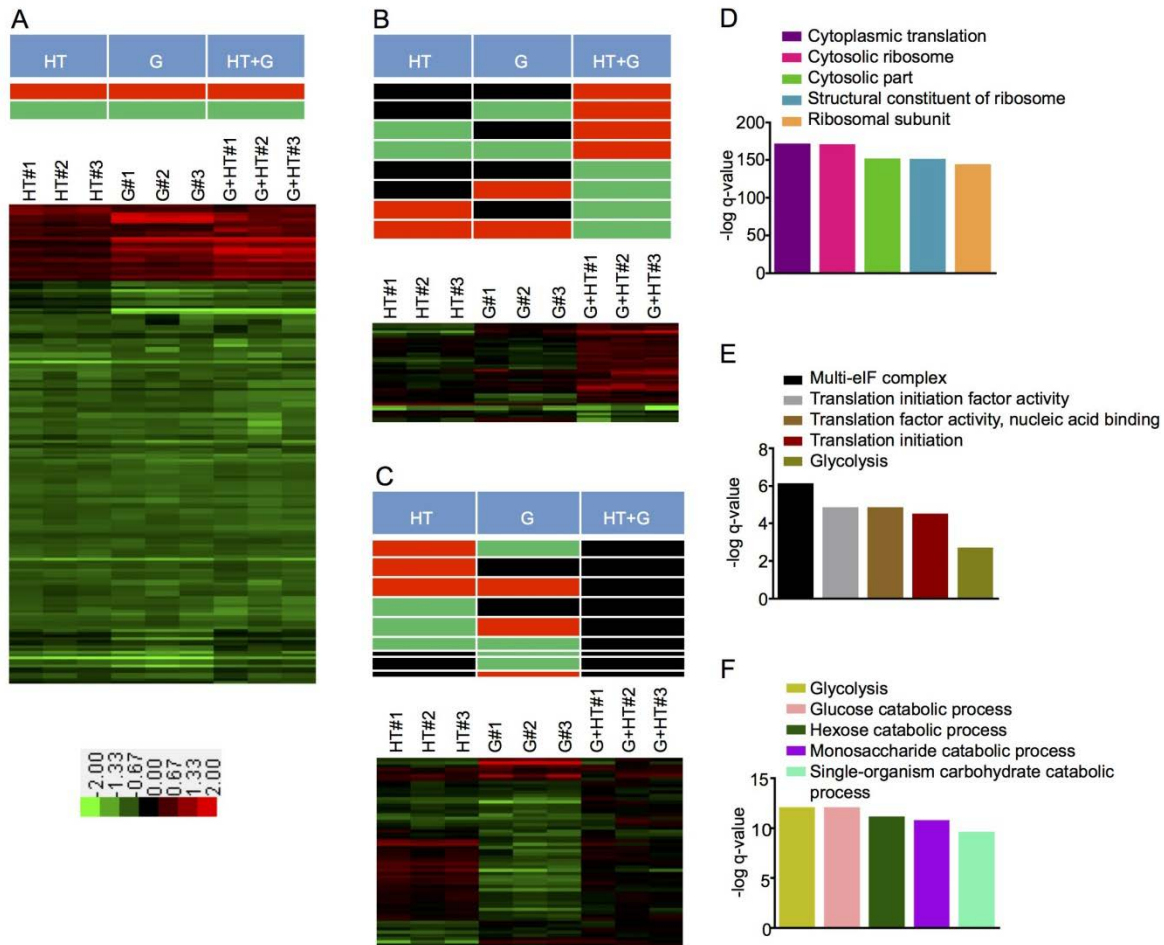 A
HT G HT+G
HT#1 HT#2 HT#3 G#1 G#2 G#3 G+HT#1 G+HT#2 G+HT#3
-2.00 -1.33 -0.67 0.00 0.67 1.33 2.00
B
HT G HT+G
HT#1 HT#2 HT#3 G#1 G#2 G#3 G+HT#1 G+HT#2 G+HT#3
C
HT G HT+G
HT#1 HT#2 HT#3 G#1 G#2 G#3 G+HT#1 G+HT#2 G+HT#3
D
Cytoplasmic translation
Cytosolic ribosome
Cytosolic part
Structural constituent of ribosome
Ribosomal subunit
200
150
100
50
0
-log q-value
E
Multi-eIF complex
Translation initiation factor activity
Translation factor activity, nucleic acid binding
Translation initiation
Glycolysis
8
6
4
2
0
-log q-value
F
Glycolysis
Glucose catabolic process
Hexose catabolic process
Monosaccharide catabolic process
Single-organism carbohydrate catabolic
process
15
10
5
0
-log q-value